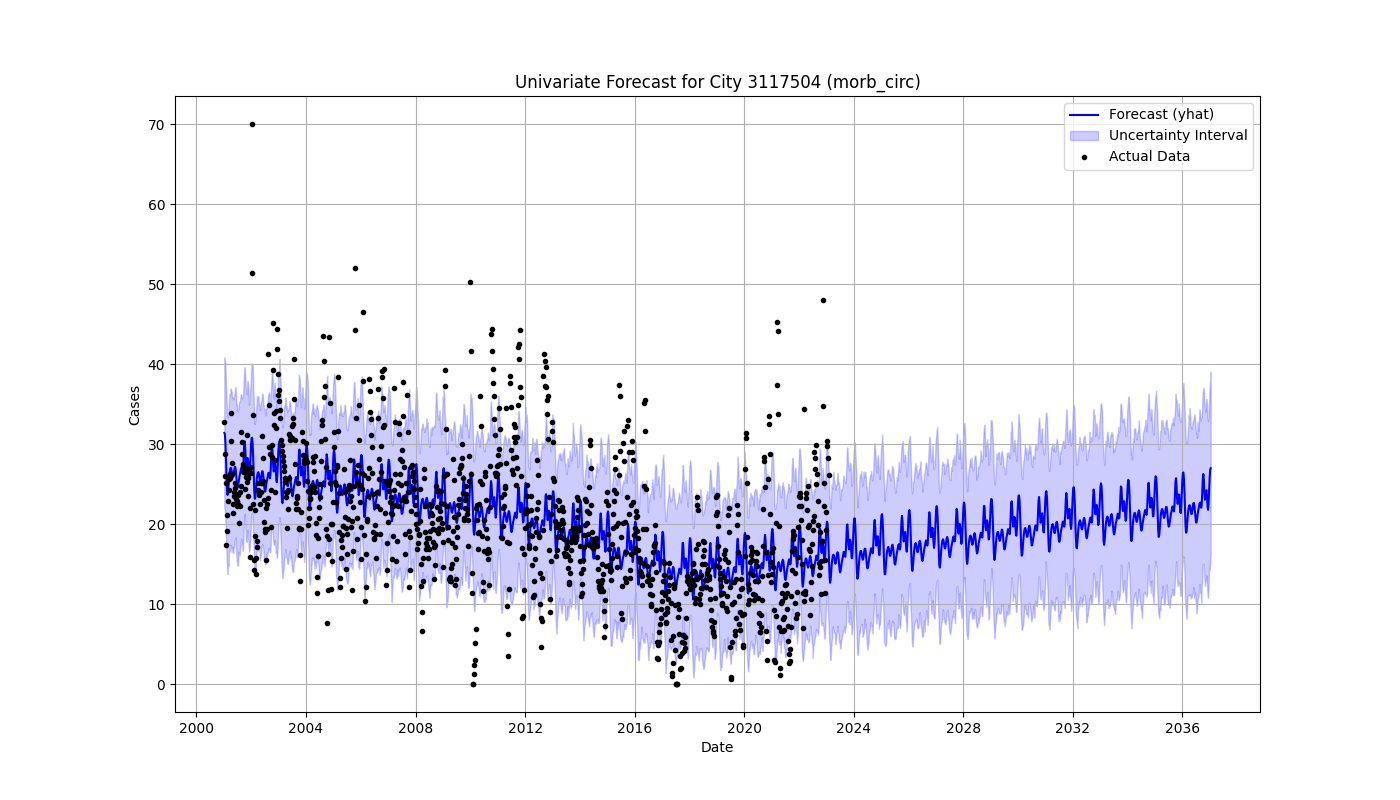 Univariate Forecast for City 3117504 (morb_circ)
Forecast (yhat)
Uncertainty Interval
Actual Data
Cases
70
60
50
40
30
20
10
0
2000 2004 2008 2012 2016 2020 2024 2028 2032 2036
Date